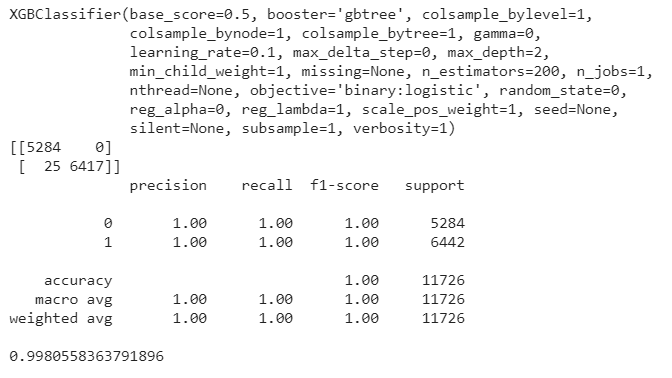 XGBClassifier(base_score=0.5, booster='gbtree', colsample_bylevel=1,
              colsample_bynode=1, colsample_bytree=1, gamma=0,
              learning_rate=0.1, max_delta_step=0, max_depth=2,
              min_child_weight=1, missing=None, n_estimators=200, n_jobs=1,
              nthread=None, objective='binary:logistic', random_state=0,
              reg_alpha=0, reg_lambda=1, scale_pos_weight=1, seed=None,
              silent=None, subsample=1, verbosity=1)
[[5284    0]
 [  25 6417]]
              precision    recall  f1-score   support

           0       1.00      1.00      1.00      5284
           1       1.00      1.00      1.00      6442

    accuracy                           1.00     11726
   macro avg       1.00      1.00      1.00     11726
weighted avg       1.00      1.00      1.00     11726

0.9980558363791896